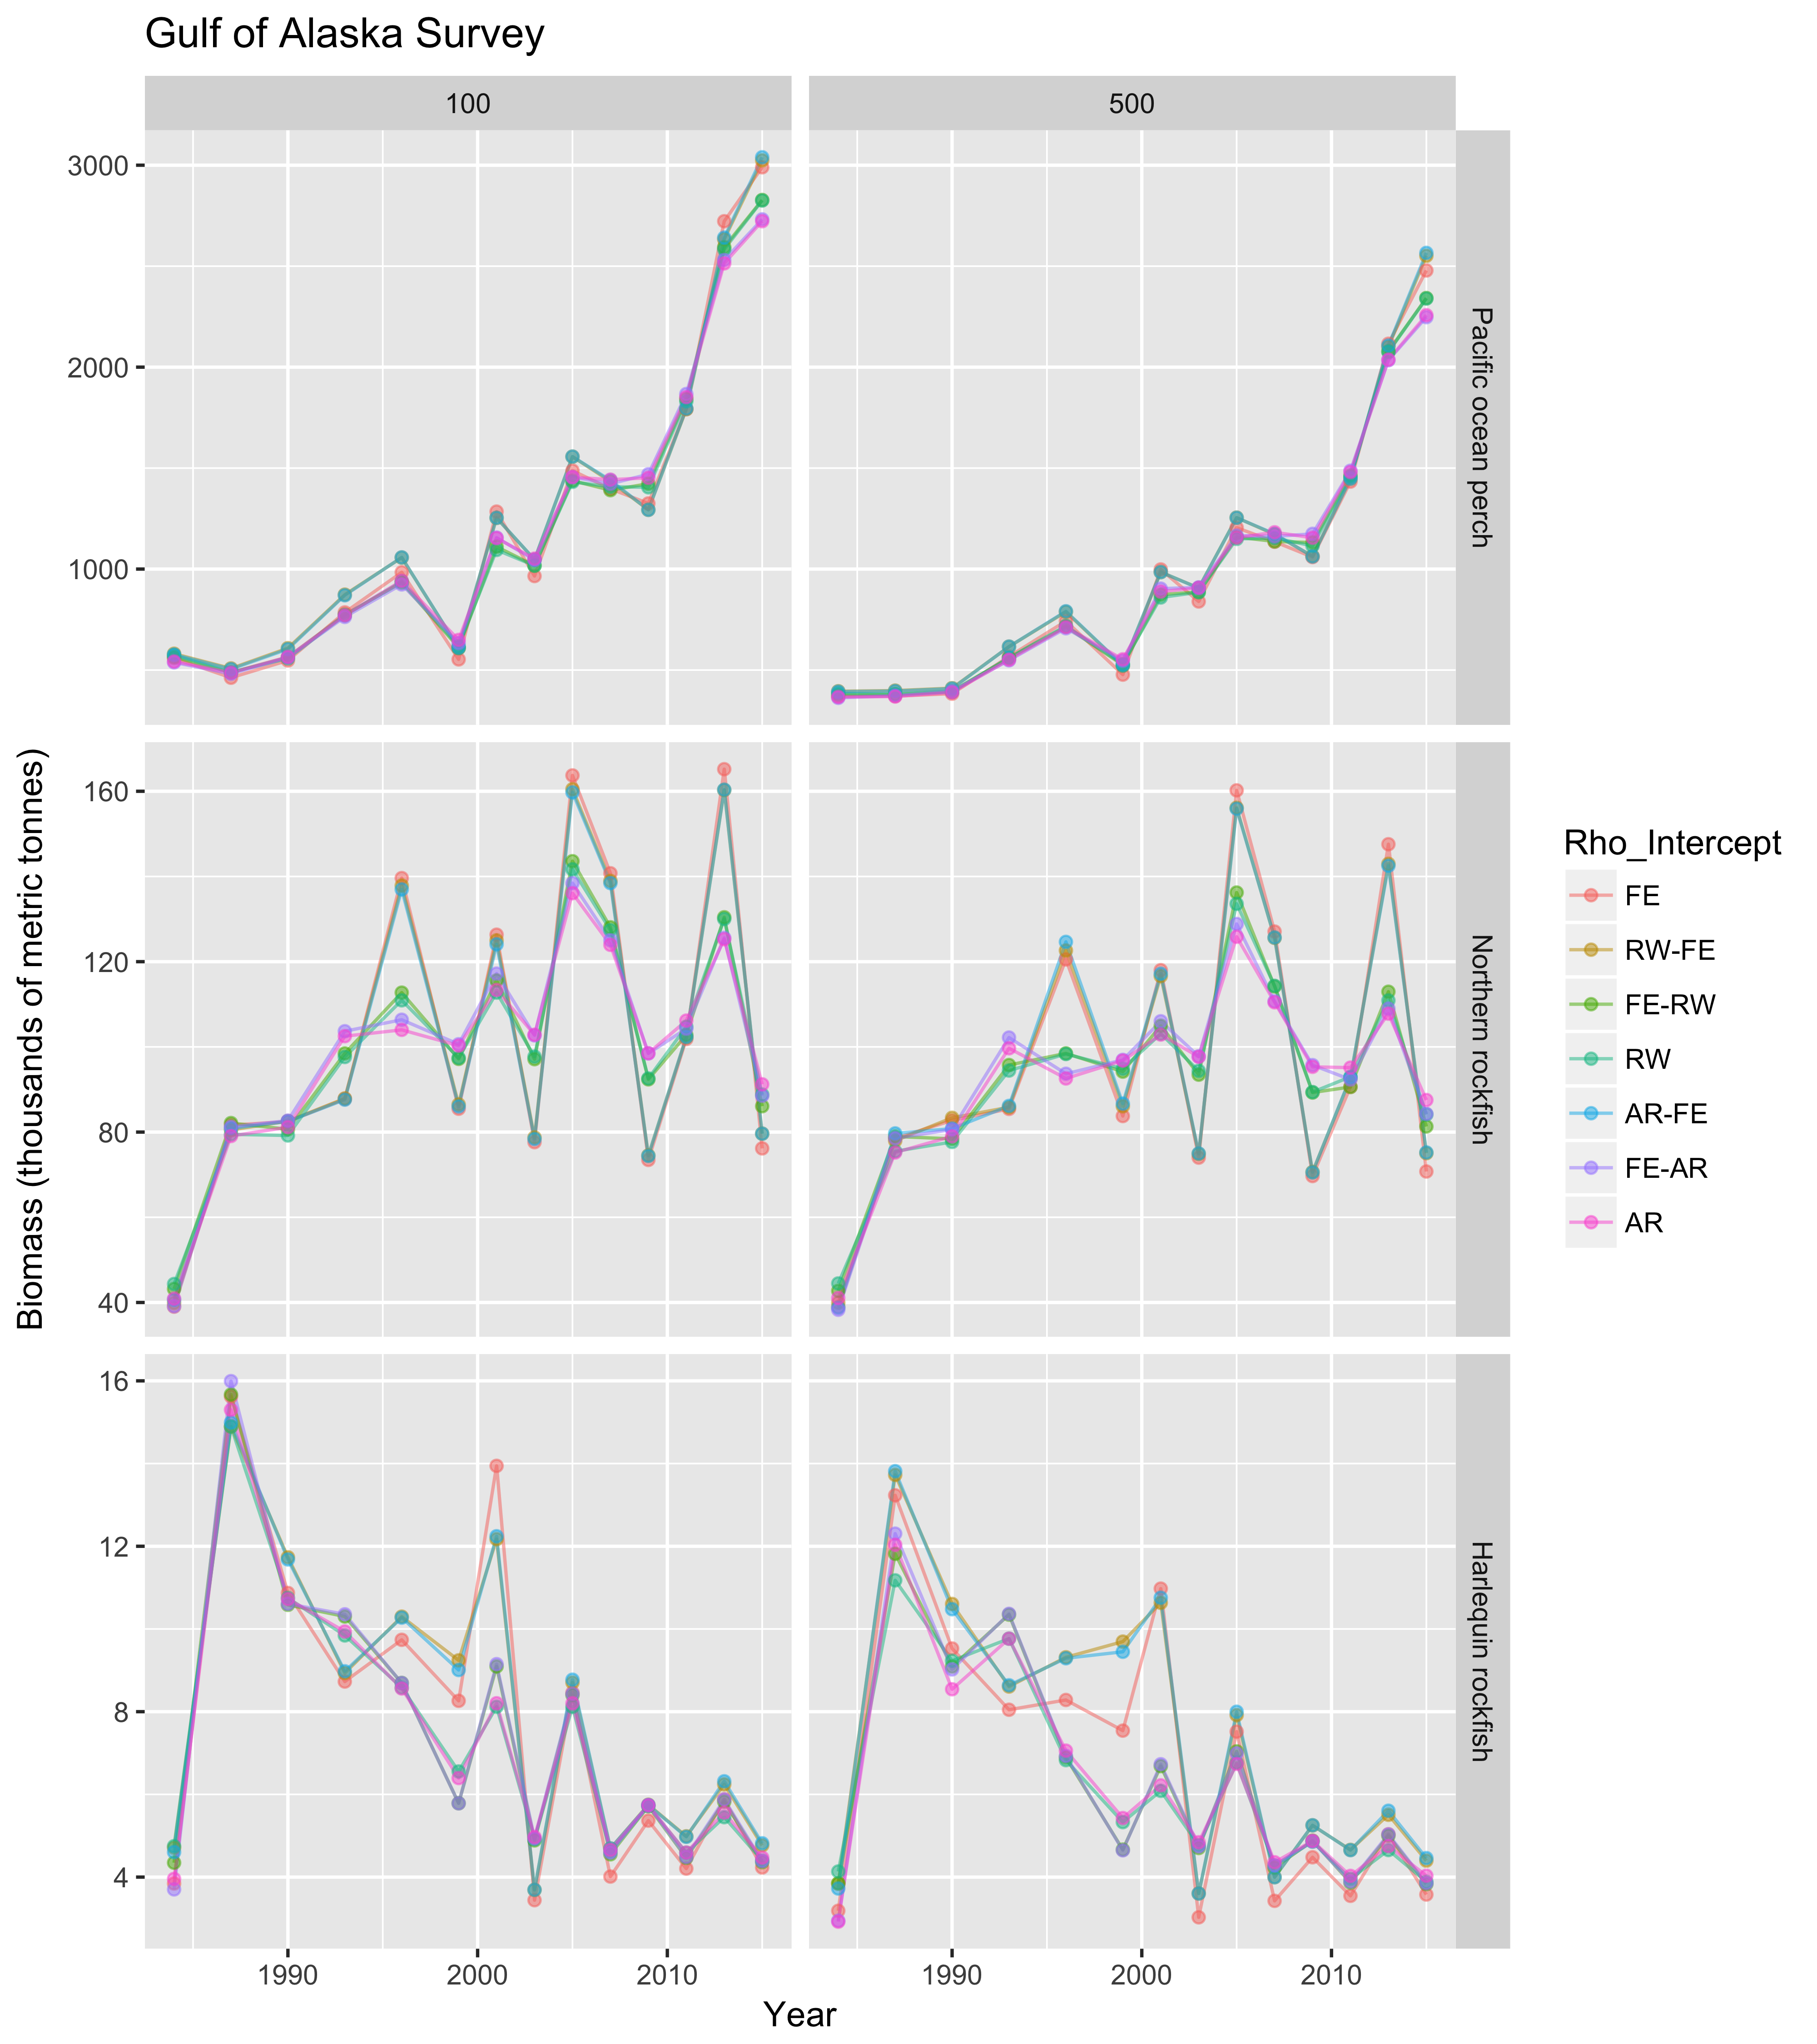 Gulf of Alaska Survey
100
500
3000
2000
1000
Pacific ocean perch
160
120
80
40
Northern rockfish
16
12
8
4
Harlequin rockfish
1990
2000
2010
1990
2000
2010
Year
Biomass (thousands of metric tonnes)
Rho_Intercept
FE
RW-FE
FE-RW
RW
AR-FE
FE-AR
AR